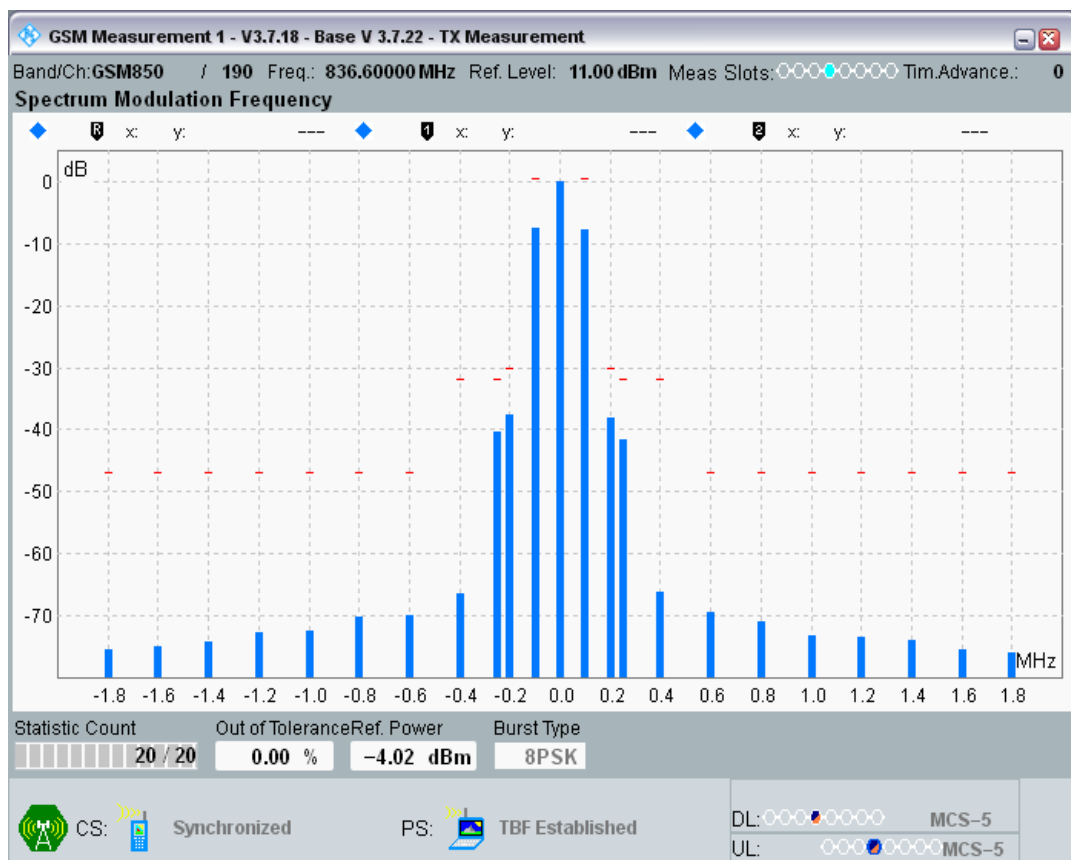 GSM Measurement 1 - V3.7.18 - Base V 3.7.22 - TX Measurement
Band/Ch:GSM850 / 190 Freq.: 836.60000 MHz Ref. Level: 11.00 dBm Meas Slots: Tim.Advance.: 0
Spectrum Modulation Frequency
R x: y: --- 1 x: y: --- 2 x: y: ---
dB
0
-10
-20
-30
-40
-50
-60
-70
MHz
-1.8 -1.6 -1.4 -1.2 -1.0 -0.8 -0.6 -0.4 -0.2 0.0 0.2 0.4 0.6 0.8 1.0 1.2 1.4 1.6 1.8
Statistic Count Out of Tolerance Ref. Power Burst Type
20 / 20 0.00 % −4.02 dBm 8PSK
CS: Synchronized PS: TBF Established DL: MCS−5
UL: MCS−5